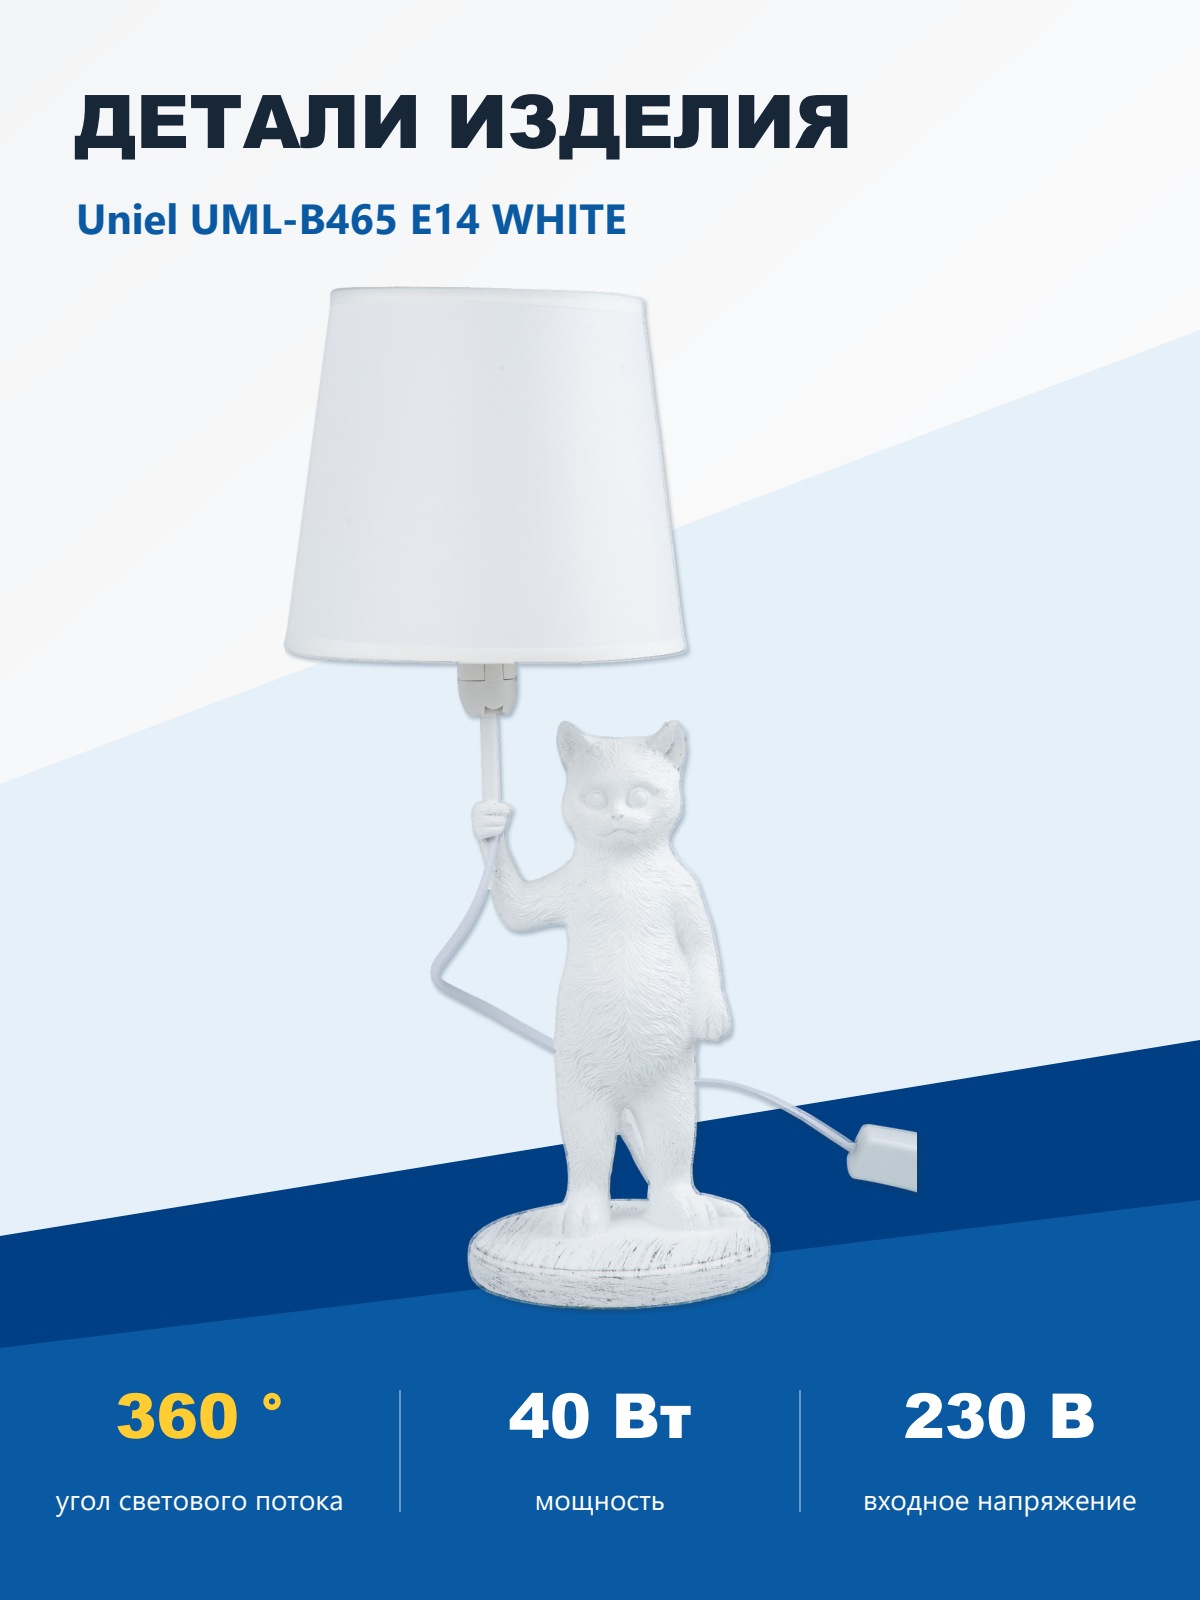 ДЕТАЛИ ИЗДЕЛИЯ
Uniel UML-B465 E14 WHITE
360 °
угол светового потока
40 Вт
мощность
230 В
входное напряжение